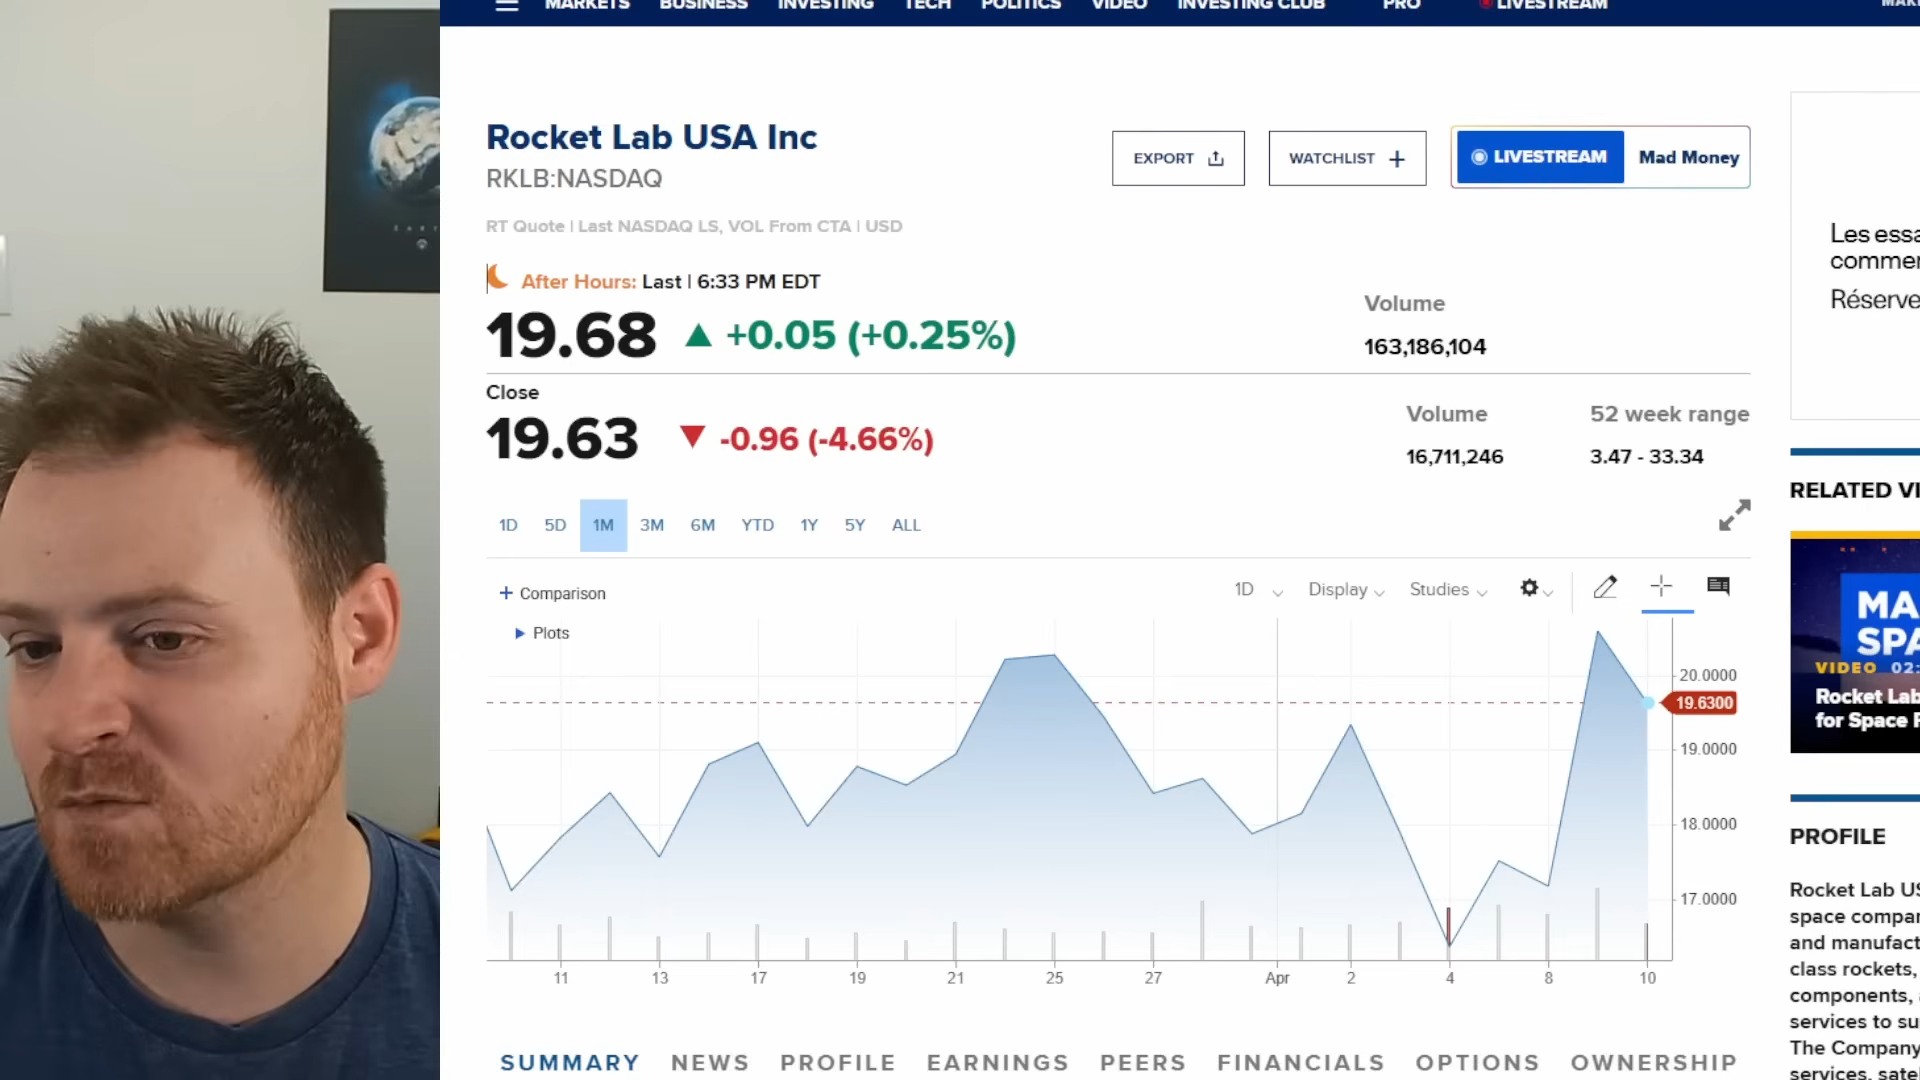 MARKETS BUSINESS INVESTING TECH POLITICS VIDEO INVESTING CLUB PRO LIVESTREAM
Rocket Lab USA Inc
RKLB:NASDAQ
EXPORT
WATCHLIST
LIVESTREAM
Mad Money
RT Quote | Last NASDAQ LS, VOL From CTA | USD
After Hours: Last | 6:33 PM EDT
19.68 +0.05 (+0.25%)
Volume
163,186,104
Close
19.63 -0.96 (-4.66%)
Volume
16,711,246
52 week range
3.47 - 33.34
1D 5D 1M 3M 6M YTD 1Y 5Y ALL
+ Comparison
1D Display Studies
Plots
20.0000
19.6300
19.0000
18.0000
17.0000
11 13 17 19 21 25 27 Apr 2 4 8 10
SUMMARY NEWS PROFILE EARNINGS PEERS FINANCIALS OPTIONS OWNERSHIP
Les
Réserve
RELATED
VIDEO 02:
Rocket Lab
for Space
PROFILE
Rocket Lab
space
and
class rockets,
components,
services to
The Company
services,